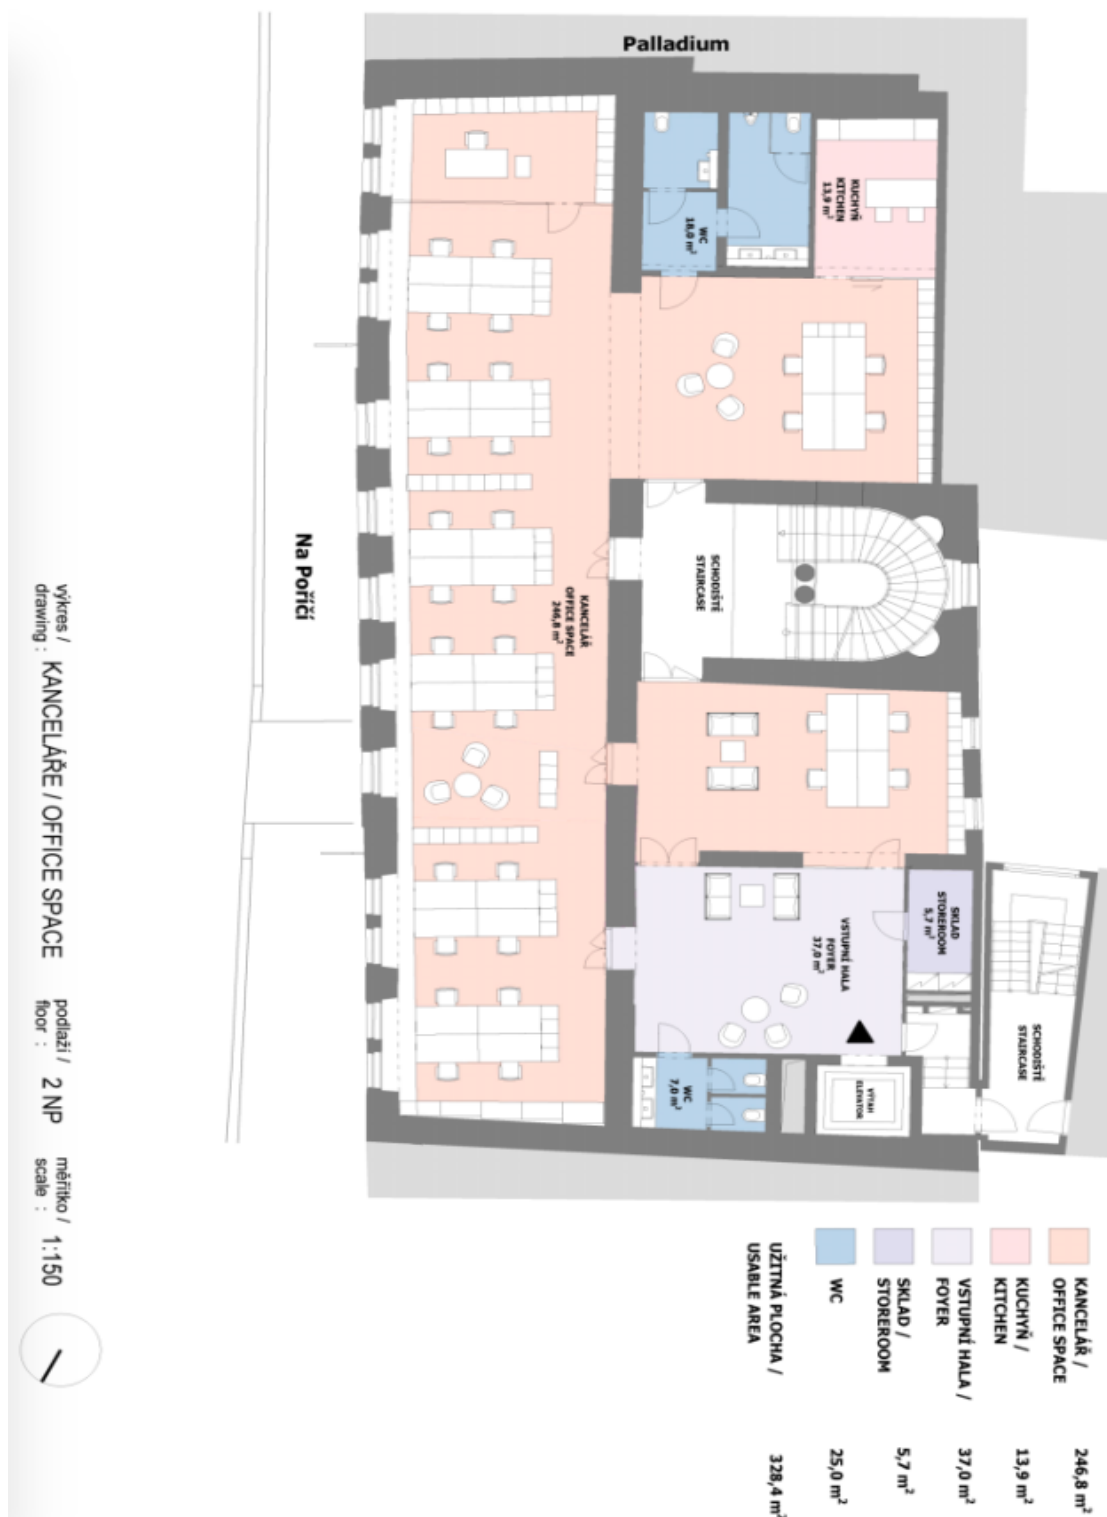 Palladium
KUCHYŇ
KITCHEN
13,9 m²
WC
18,0 m²
SCHODIŠTĚ
STAIRCASE
KANCELÁŘ
OFFICE SPACE
246,8 m²
Na Poříčí
SKLAD
STOREROOM
5,7 m²
VSTUPNÍ HALA
FOYER
37,0 m²
SCHODIŠTĚ
STAIRCASE
VÝTAH
ELEVATOR
WC
7,0 m²
KANCELÁŘ /
OFFICE SPACE
246,8 m²
KUCHYŇ /
KITCHEN
13,9 m²
VSTUPNÍ HALA /
FOYER
37,0 m²
SKLAD /
STOREROOM
5,7 m²
WC
25,0 m²
UŽITNÁ PLOCHA /
USABLE AREA
328,4 m²
výkres /
drawing : KANCELÁŘE / OFFICE SPACE
podlaží /
floor : 2 NP
měřítko /
scale : 1:150